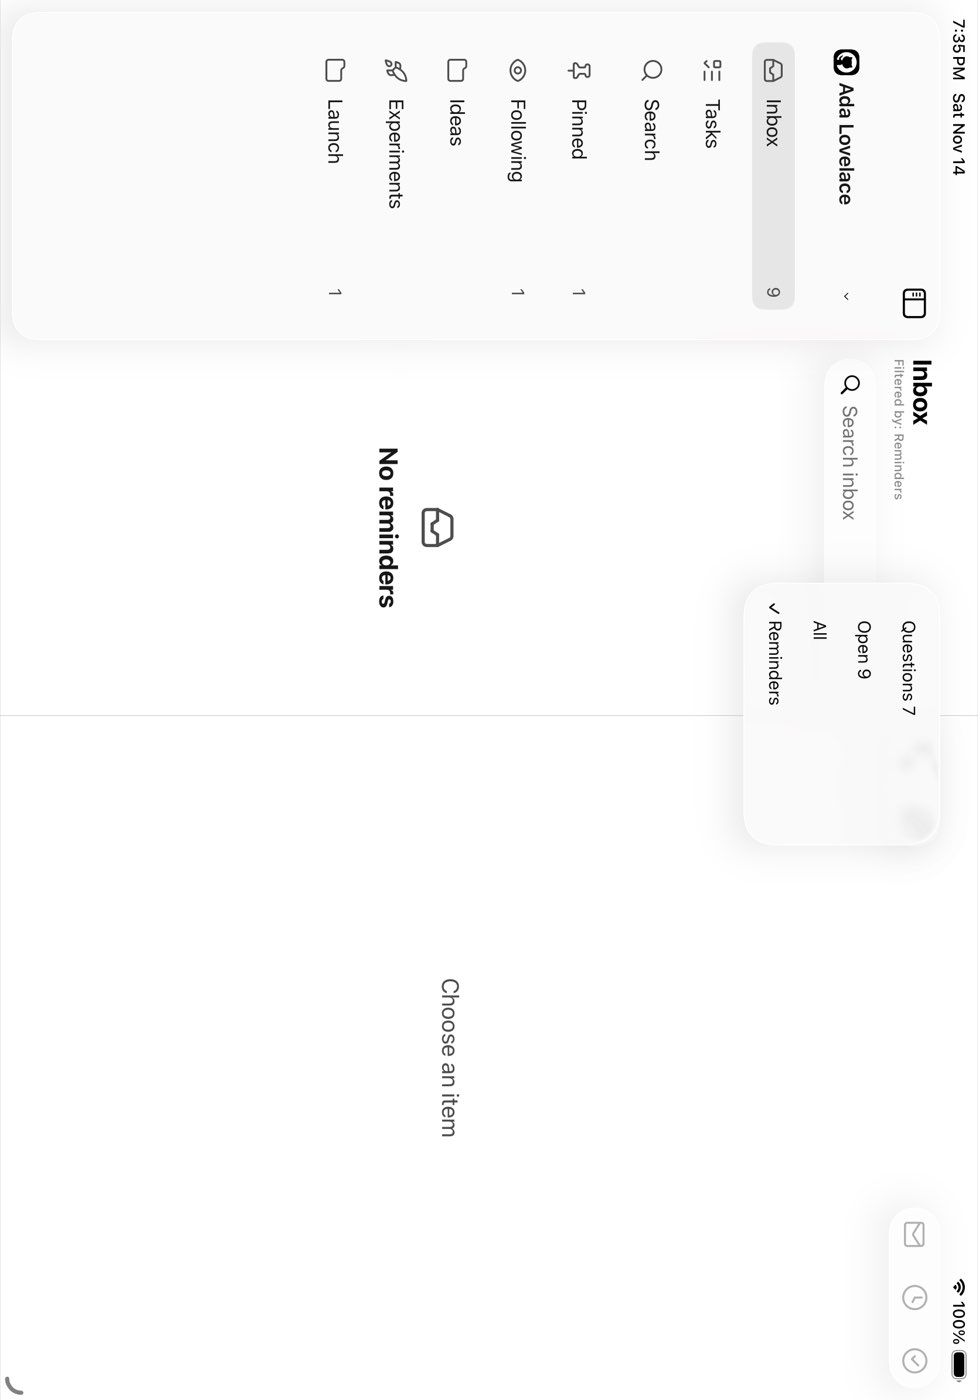 7:35 PM Sat Nov 14
100%
Ada Lovelace
Inbox 9
Tasks
Search
Pinned 1
Following 1
Ideas
Experiments
Launch 1
Inbox
Filtered by: Reminders
Search inbox
Questions 7
Open 9
All
✓ Reminders
No reminders
Choose an item